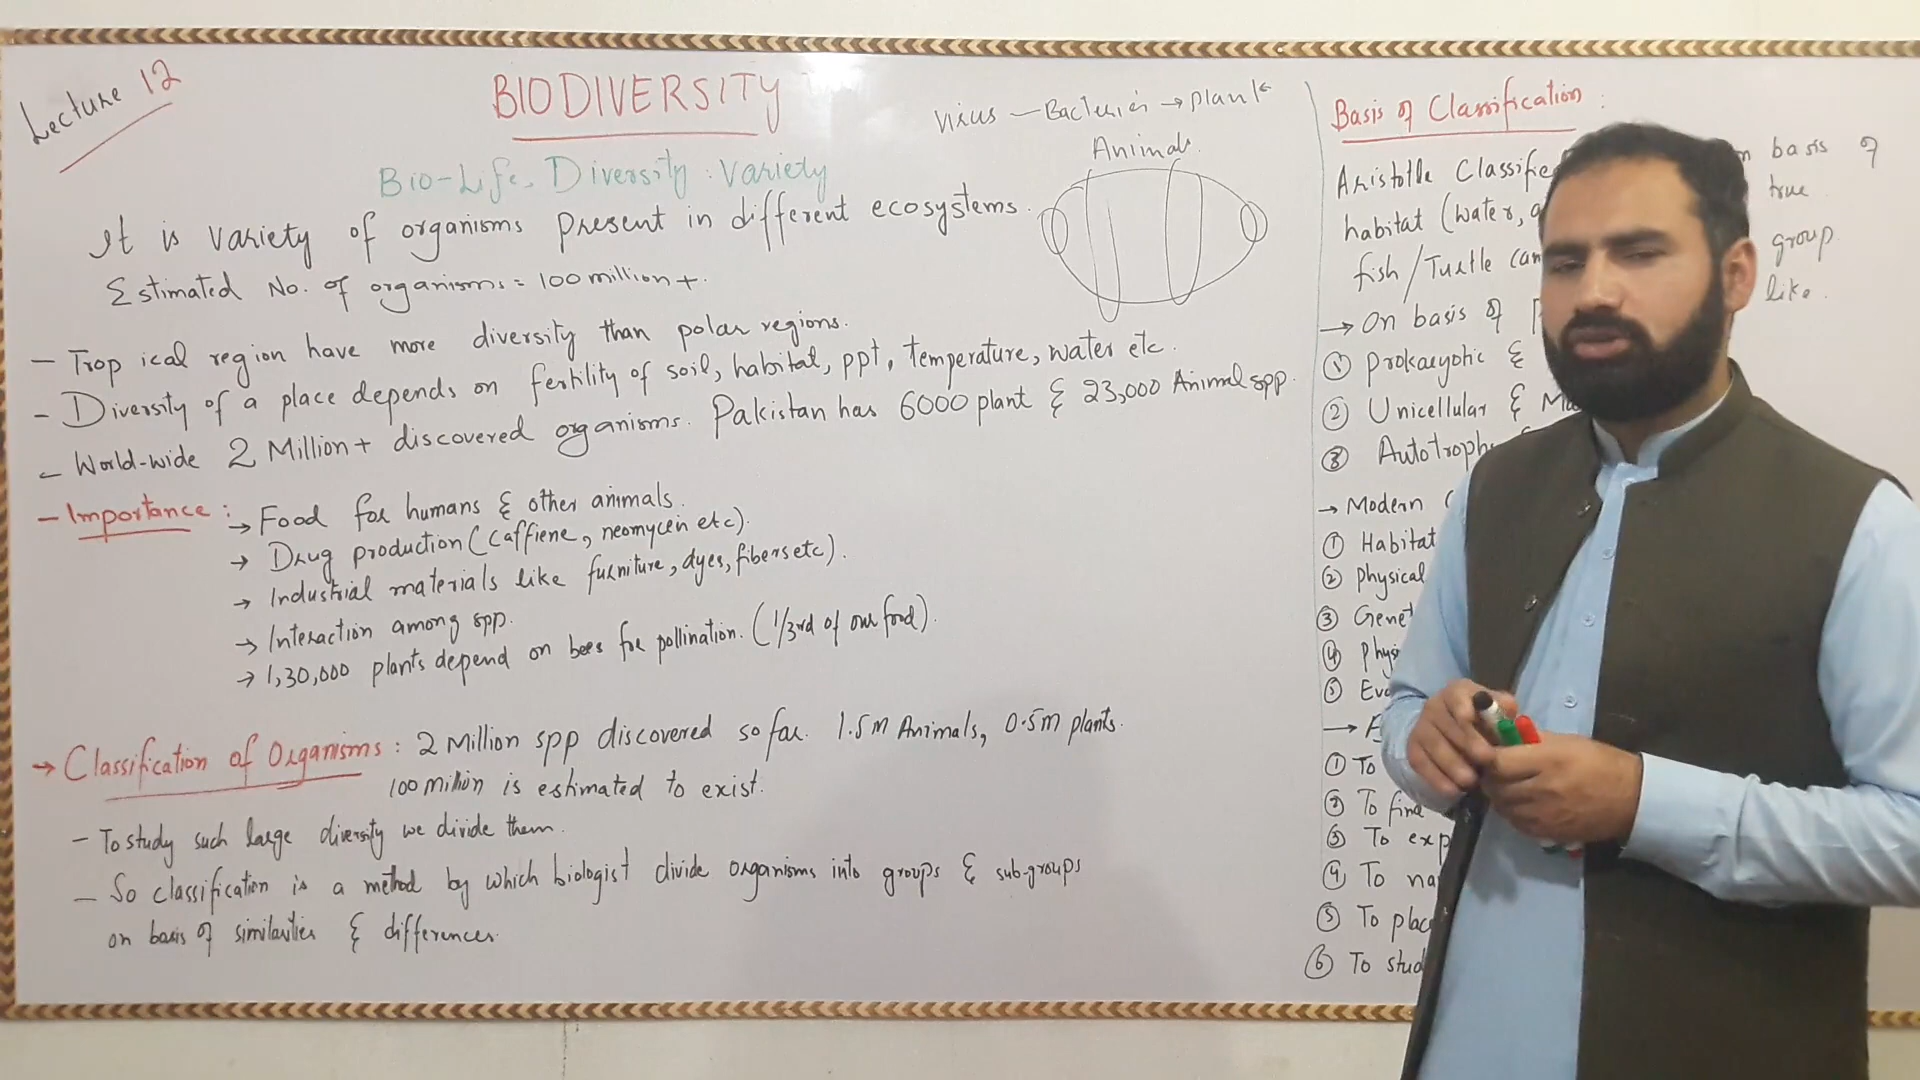 Lecture 12
BIODIVERSITY
Virus — Bacteries → plant
Animals
Bio-Life, Diversity: Variety
It is variety of organisms present in different ecosystems.
Estimated No. of organisms = 100 million +.
- Tropical region have more diversity than polar regions.
- Diversity of a place depends on fertility of soil, habitat, ppt, temperature, water etc.
- World-wide 2 Million+ discovered organisms. Pakistan has 6000 plant & 23,000 Animal spp.
- Importance:
→ Food for humans & other animals.
→ Drug production (caffiene, neomycin etc).
→ Industrial materials like furniture, dyes, fibers etc).
→ Interaction among spp.
→ 1,30,000 plants depend on bees for pollination. (1/3rd of our food).
→ Classification of Organisms: 2 Million spp discovered so far. 1.5m Animals, 0.5m plants.
100 million is estimated to exist.
- To study such large diversity we divide them.
- So classification is a method by which biologist divide organisms into groups & sub-groups
on basis of similarities & differences.
Basis of Classification:
Aristotle Classifie basis of
habitat (water, a true
fish/Turtle can group
like.
→ On basis of
① prokaryotic &
② Unicellular &
③ Autotroph
→ Modern
① Habitat
② physical
③ Genet
④ Physi
⑤ Evo
→
① To
② To find
③ To exp
④ To na
⑤ To plac
⑥ To stud